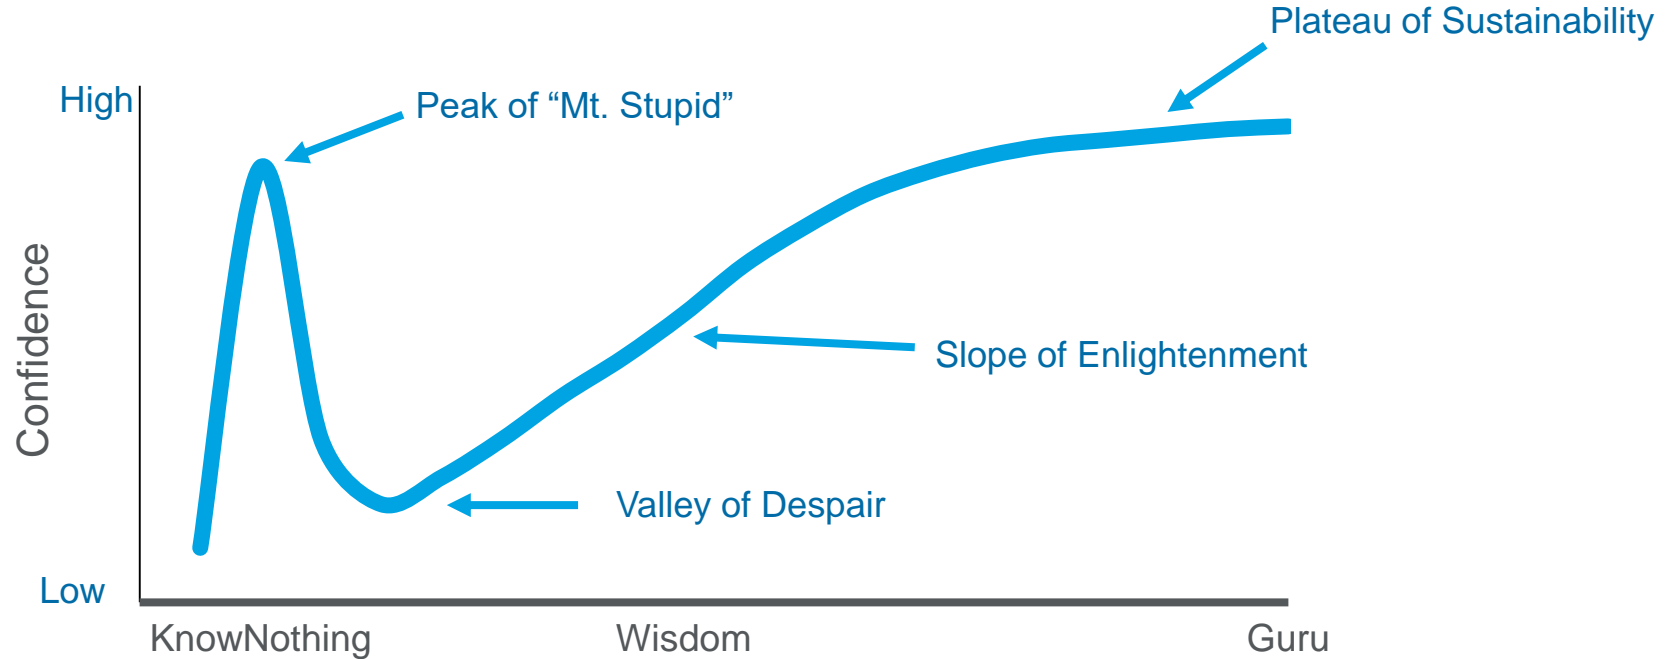 Plateau of Sustainability
High
Peak of “Mt. Stupid”
Confidence
Slope of Enlightenment
Valley of Despair
Low
KnowNothing
Wisdom
Guru